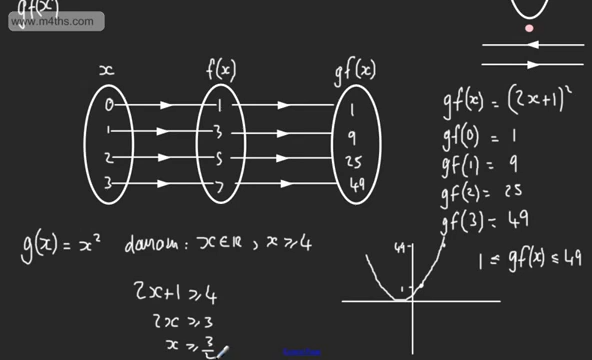 gf(x)
www.m4ths.com
x f(x) gf(x)
0 1 1
1 3 9
2 5 25
3 7 49
gf(x) = (2x+1)²
gf(0) = 1
gf(1) = 9
gf(2) = 25
gf(3) = 49
1 ≤ gf(x) ≤ 49
g(x) = x² domain: x∈ℝ, x ≥ 4
2x+1 ≥ 4
2x ≥ 3
x ≥ 3/2
49
1